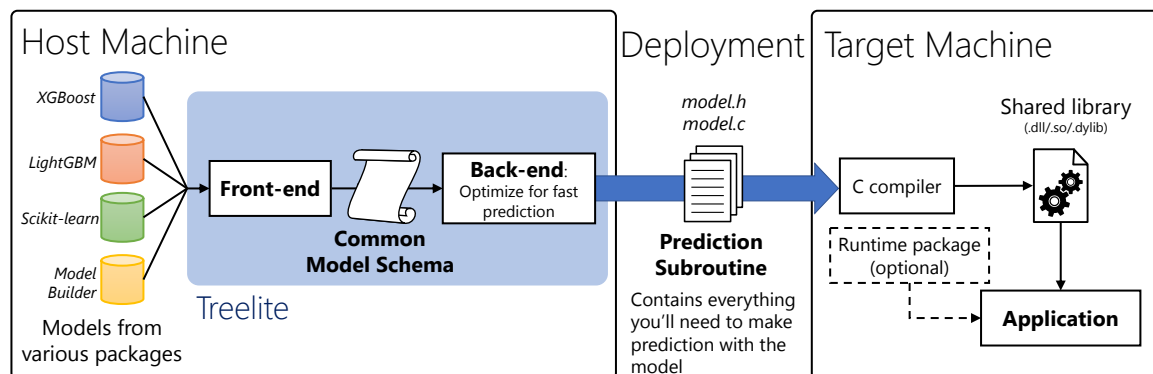 Host Machine
XGBoost
LightGBM
Scikit-learn
Model
Builder
Models from
various packages
Front-end
Common
Model Schema
Back-end:
Optimize for fast
prediction
Treelite
Deployment
model.h
model.c
Prediction
Subroutine
Contains everything
you'll need to make
prediction with the
model
Target Machine
Shared library
(.dll/.so/.dylib)
C compiler
Runtime package
(optional)
Application